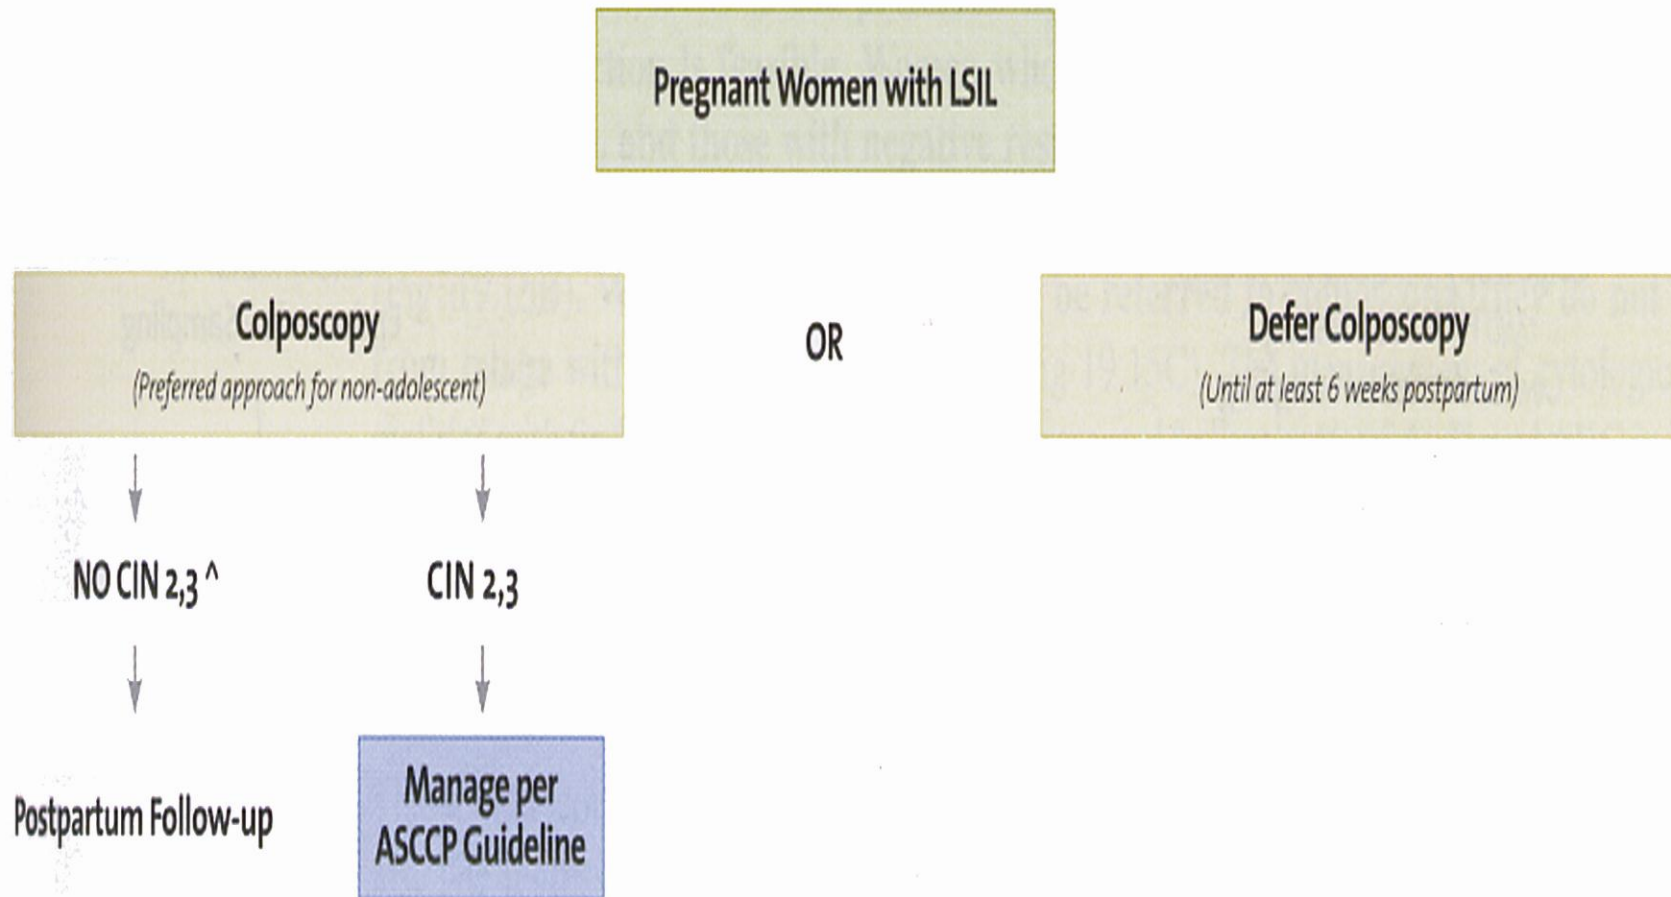 Pregnant Women with LSIL
Colposcopy
(Preferred approach for non-adolescent)
OR
Defer Colposcopy
(Until at least 6 weeks postpartum)
NO CIN 2,3 ^
CIN 2,3
Postpartum Follow-up
Manage per
ASCCP Guideline